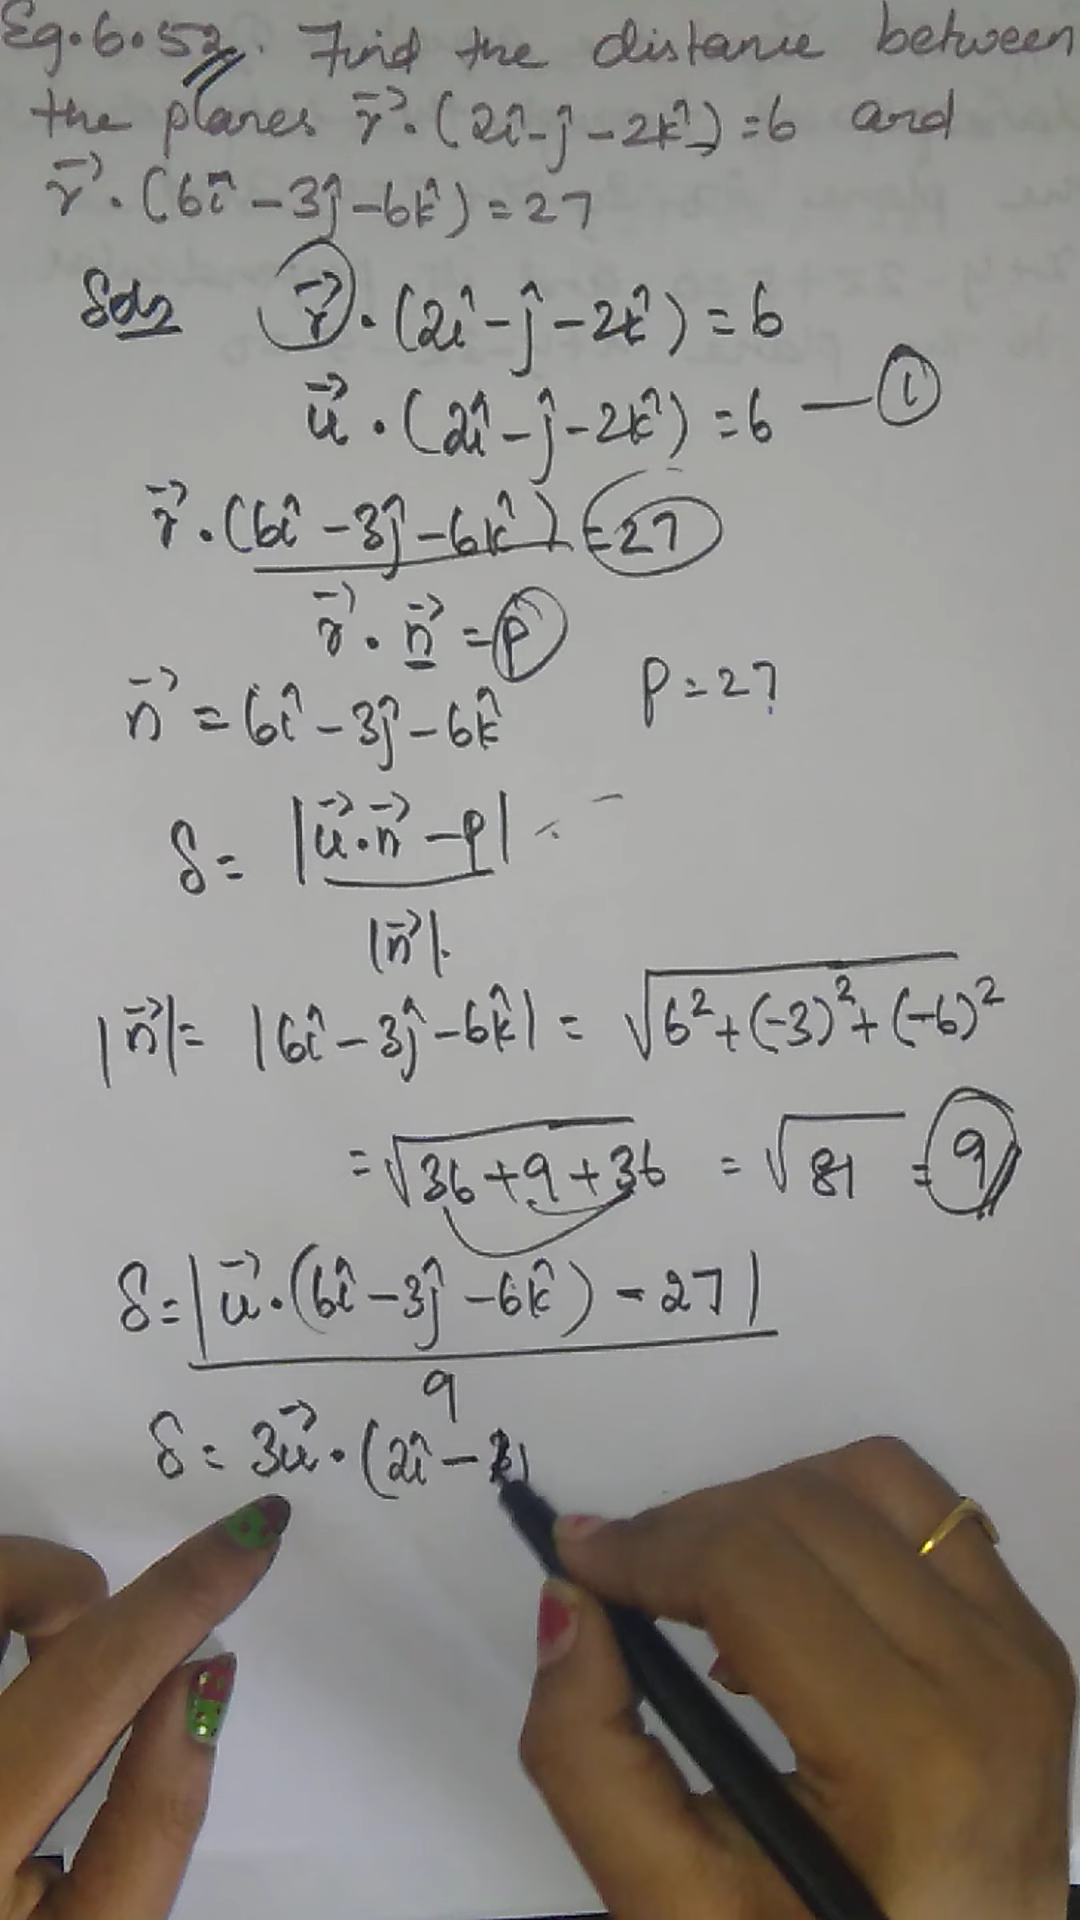 Eg.6.52. Find the distance between
the planes r⃗.(2î-ĵ-2k̂)=6 and
r⃗.(6î-3ĵ-6k̂)=27
Soln r⃗.(2î-ĵ-2k̂)=6
u⃗.(2î-ĵ-2k̂)=6 — ①
r⃗.(6î-3ĵ-6k̂)=27
r⃗.n⃗=p
n⃗=6î-3ĵ-6k̂ p=27
δ= |u⃗.n⃗-p|
|n⃗|.
|n⃗|= |6î-3ĵ-6k̂| = √6²+(-3)²+(-6)²
=√36+9+36 = √81 = 9
δ=|u⃗.(6î-3ĵ-6k̂)-27|
9
δ= 3u⃗.(2î-